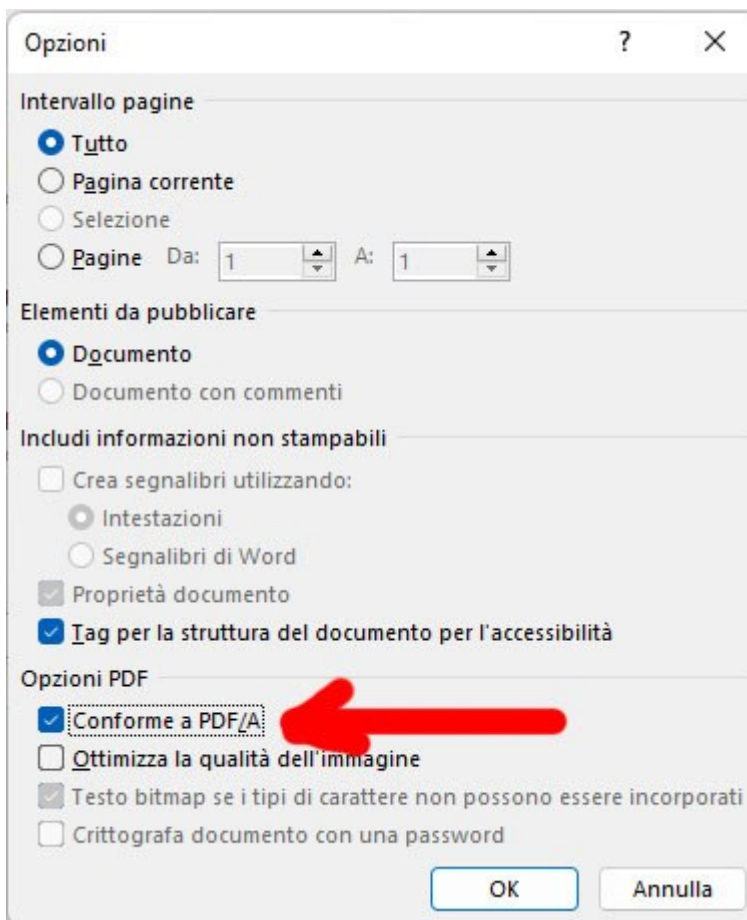 Opzioni ? ×
Intervallo pagine
Tutto
Pagina corrente
Selezione
Pagine Da: 1 A: 1
Elementi da pubblicare
Documento
Documento con commenti
Includi informazioni non stampabili
Crea segnalibri utilizzando:
Intestazioni
Segnalibri di Word
Proprietà documento
Tag per la struttura del documento per l'accessibilità
Opzioni PDF
Conforme a PDF/A
Ottimizza la qualità dell'immagine
Testo bitmap se i tipi di carattere non possono essere incorporati
Crittografa documento con una password
OK Annulla